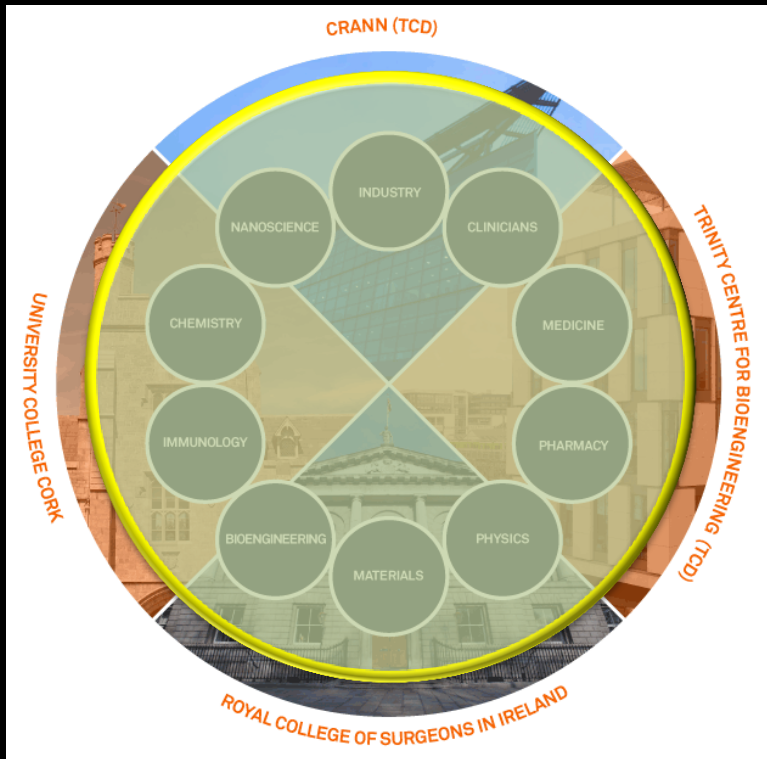 CRANN (TCD)
INDUSTRY
NANOSCIENCE
CLINICIANS
CHEMISTRY
MEDICINE
IMMUNOLOGY
PHARMACY
BIOENGINEERING
PHYSICS
MATERIALS
UNIVERSITY COLLEGE CORK
TRINITY CENTRE FOR BIOENGINEERING (TCD)
ROYAL COLLEGE OF SURGEONS IN IRELAND